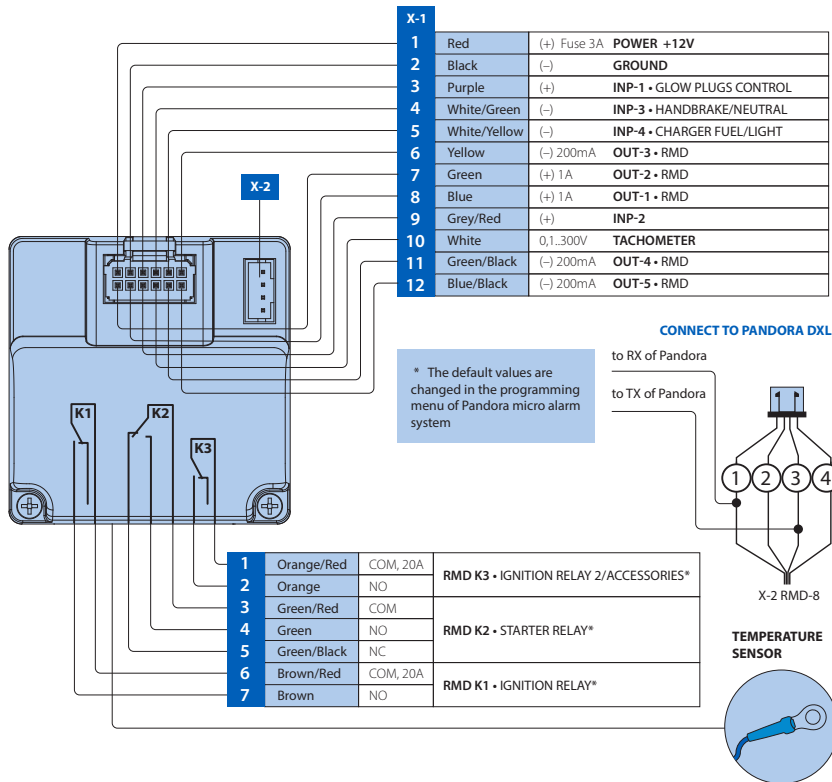 X-1
1 Red (+) Fuse 3A POWER +12V
2 Black (–) GROUND
3 Purple (+) INP-1 • GLOW PLUGS CONTROL
4 White/Green (–) INP-3 • HANDBRAKE/NEUTRAL
5 White/Yellow (–) INP-4 • CHARGER FUEL/LIGHT
6 Yellow (–) 200mA OUT-3 • RMD
7 Green (+) 1A OUT-2 • RMD
8 Blue (+) 1A OUT-1 • RMD
9 Grey/Red (+) INP-2
10 White 0,1..300V TACHOMETER
11 Green/Black (–) 200mA OUT-4 • RMD
12 Blue/Black (–) 200mA OUT-5 • RMD
X-2
CONNECT TO PANDORA DXL
* The default values are
changed in the programming
menu of Pandora micro alarm
system
to RX of Pandora
to TX of Pandora
1 2 3 4
X-2 RMD-8
K1
K2
K3
1 Orange/Red COM, 20A RMD K3 • IGNITION RELAY 2/ACCESSORIES*
2 Orange NO
3 Green/Red COM
4 Green NO RMD K2 • STARTER RELAY*
5 Green/Black NC
6 Brown/Red COM, 20A RMD K1 • IGNITION RELAY*
7 Brown NO
TEMPERATURE
SENSOR